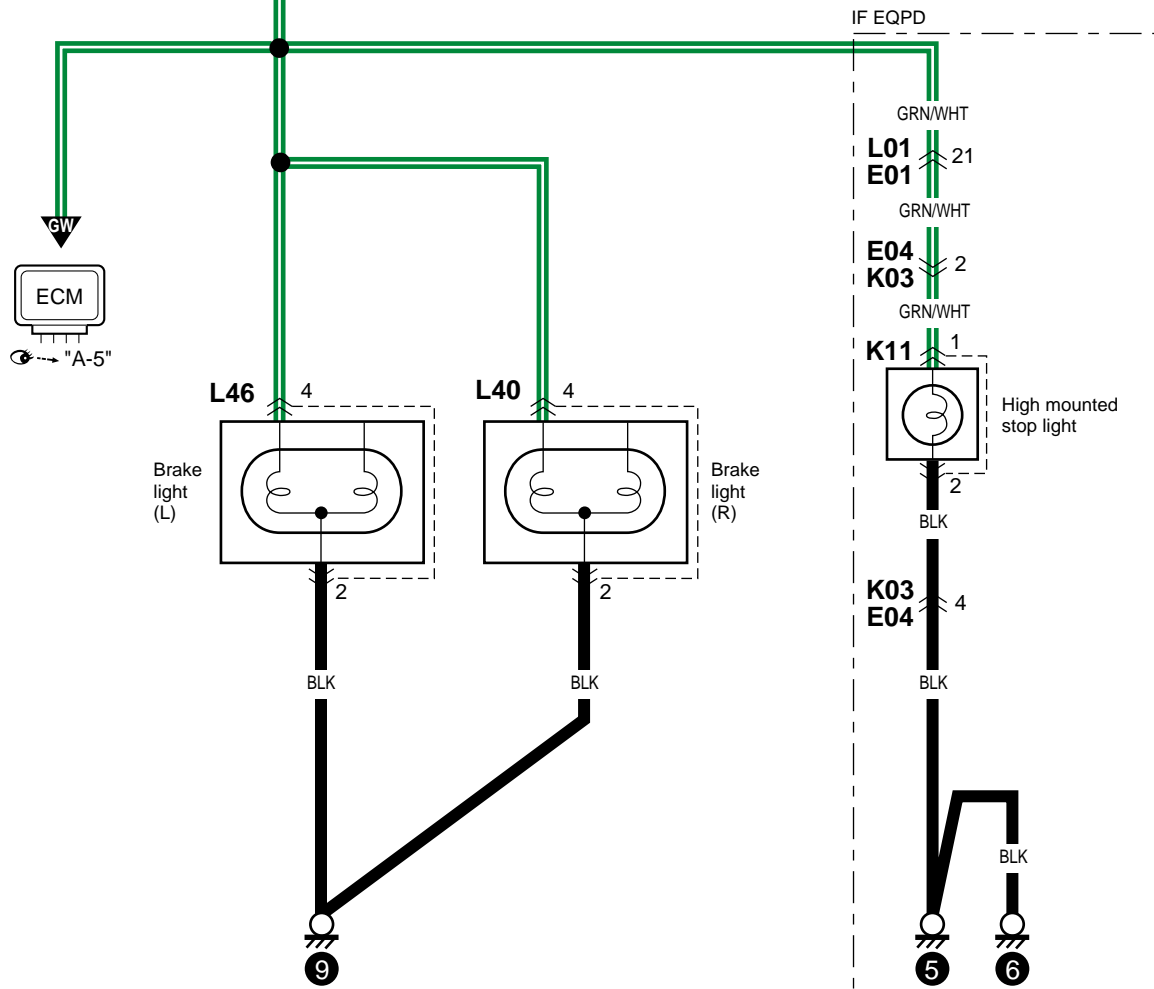 IF EQPD
GRN/WHT
L01
E01
21
GRN/WHT
GW
ECM
"A-5"
E04
K03
2
GRN/WHT
K11
1
L46
4
L40
4
High mounted
stop light
Brake
light
(L)
Brake
light
(R)
2
BLK
2
2
K03
E04
4
BLK
BLK
BLK
BLK
9
5
6